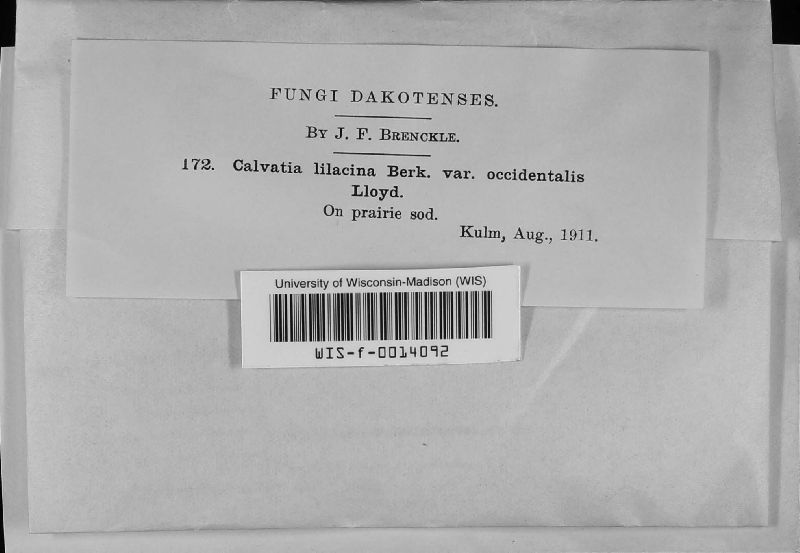 FUNGI DAKOTENSES.
BY J. F. BRENCKLE.
172. Calvatia lilacina Berk. var. occidentalis
Lloyd.
On prairie sod.
Kulm, Aug., 1911.
University of Wisconsin-Madison (WIS)
WIS-f-0014092